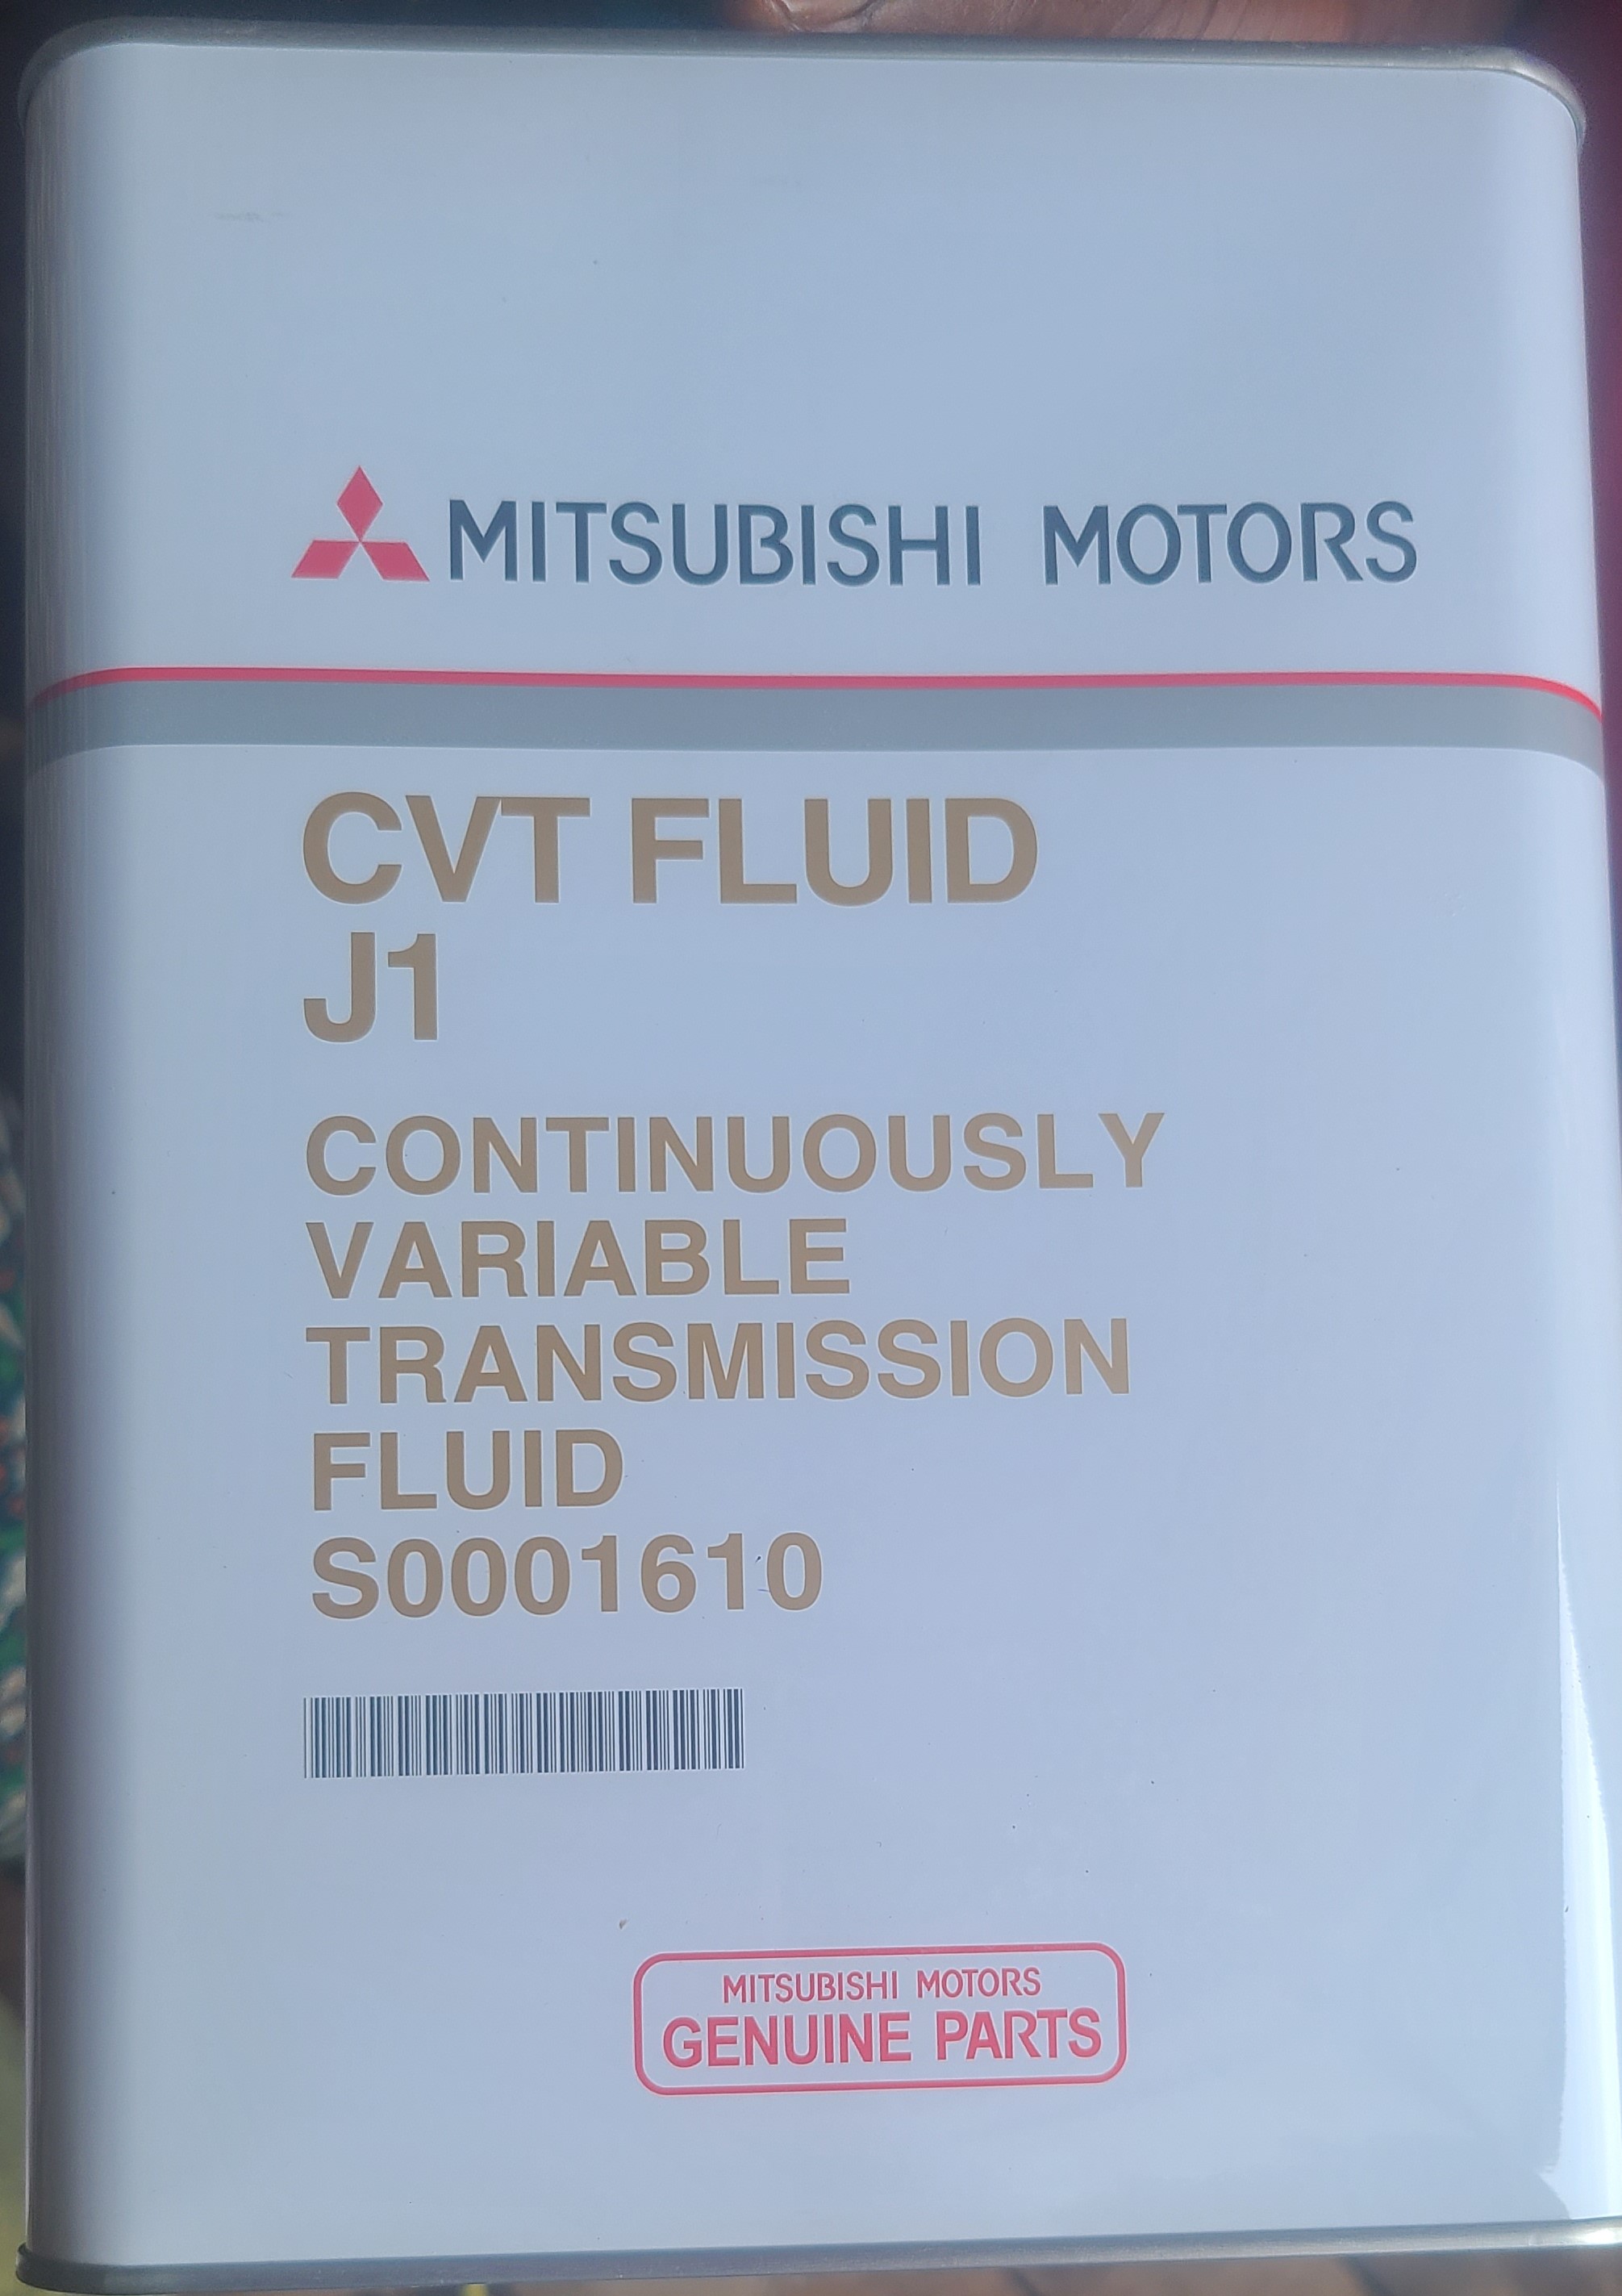 MITSUBISHI MOTORS
CVT FLUID
J1
CONTINUOUSLY
VARIABLE
TRANSMISSION
FLUID
S0001610
MITSUBISHI MOTORS
GENUINE PARTS